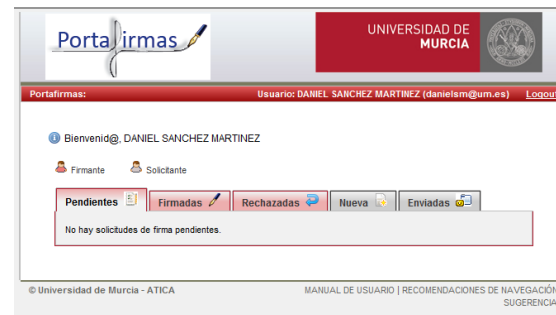 Portafirmas
UNIVERSIDAD DE
MURCIA
Portafirmas: Usuario: DANIEL SANCHEZ MARTINEZ (danielsm@um.es) Logout
Bienvenid@, DANIEL SANCHEZ MARTINEZ
Firmante Solicitante
Pendientes Firmadas Rechazadas Nueva Enviadas
No hay solicitudes de firma pendientes.
© Universidad de Murcia - ATICA MANUAL DE USUARIO | RECOMENDACIONES DE NAVEGACIÓN
SUGERENCIA